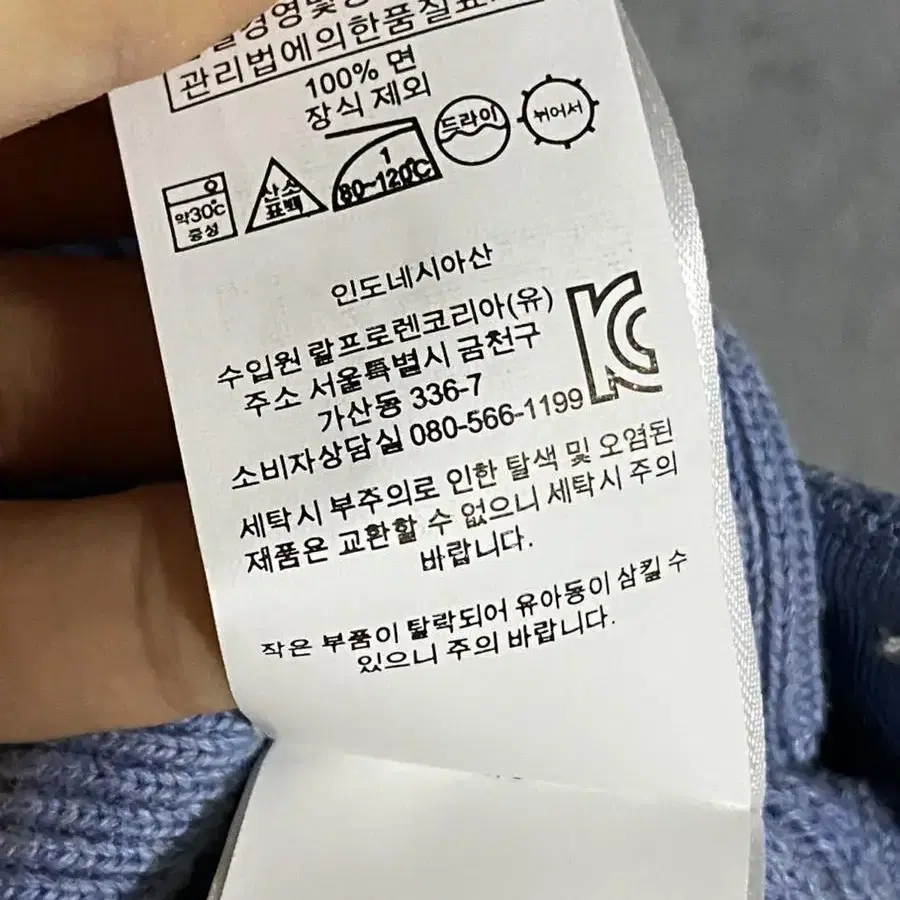 관리법에의한품질표
100% 면
장식 제외
약30℃
중성
산소
표백
1
80~120℃
드라이
뉘어서
인도네시아산
수입원 랄프로렌코리아(유)
주소 서울특별시 금천구
가산동 336-7
소비자상담실 080-566-1199
세탁시 부주의로 인한 탈색 및 오염된
제품은 교환할 수 없으니 세탁시 주의
바랍니다.
작은 부품이 탈락되어 유아동이 삼킬 수
있으니 주의 바랍니다.